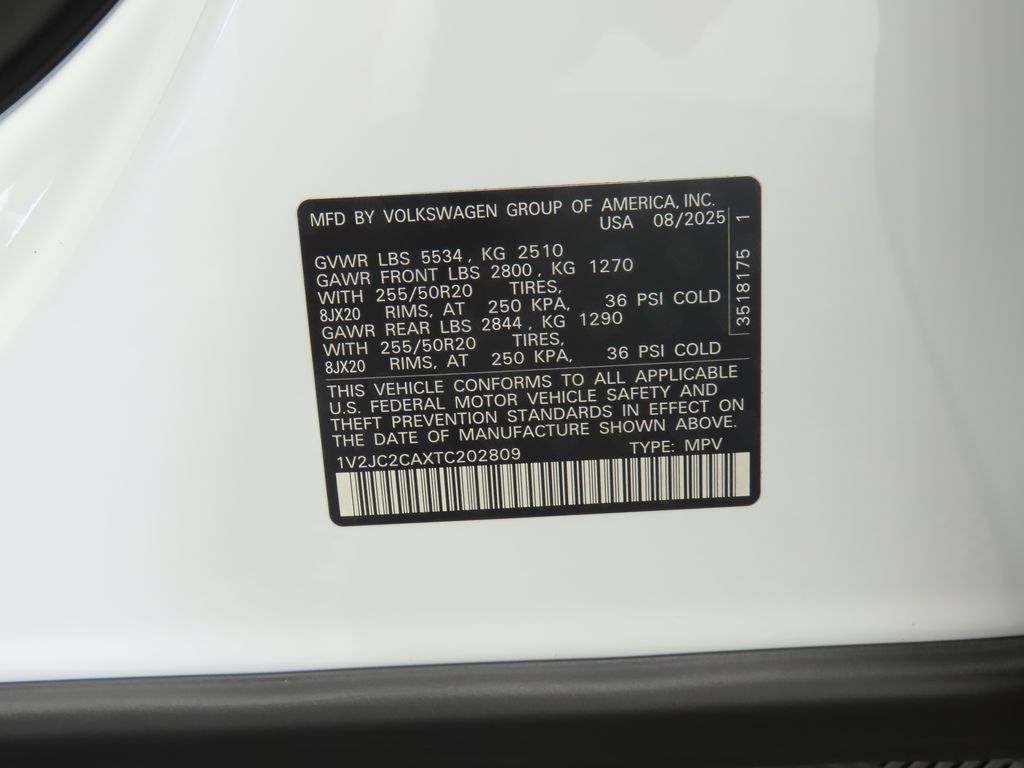 MFD BY VOLKSWAGEN GROUP OF AMERICA, INC.
USA 08/2025
GVWR LBS 5534, KG 2510
GAWR FRONT LBS 2800, KG 1270
WITH 255/50R20 TIRES,
8JX20 RIMS, AT 250 KPA, 36 PSI COLD
GAWR REAR LBS 2844, KG 1290
WITH 255/50R20 TIRES,
8JX20 RIMS, AT 250 KPA, 36 PSI COLD
3518175 1
THIS VEHICLE CONFORMS TO ALL APPLICABLE
U.S. FEDERAL MOTOR VEHICLE SAFETY AND
THEFT PREVENTION STANDARDS IN EFFECT ON
THE DATE OF MANUFACTURE SHOWN ABOVE.
1V2JC2CAXTC202809 TYPE: MPV